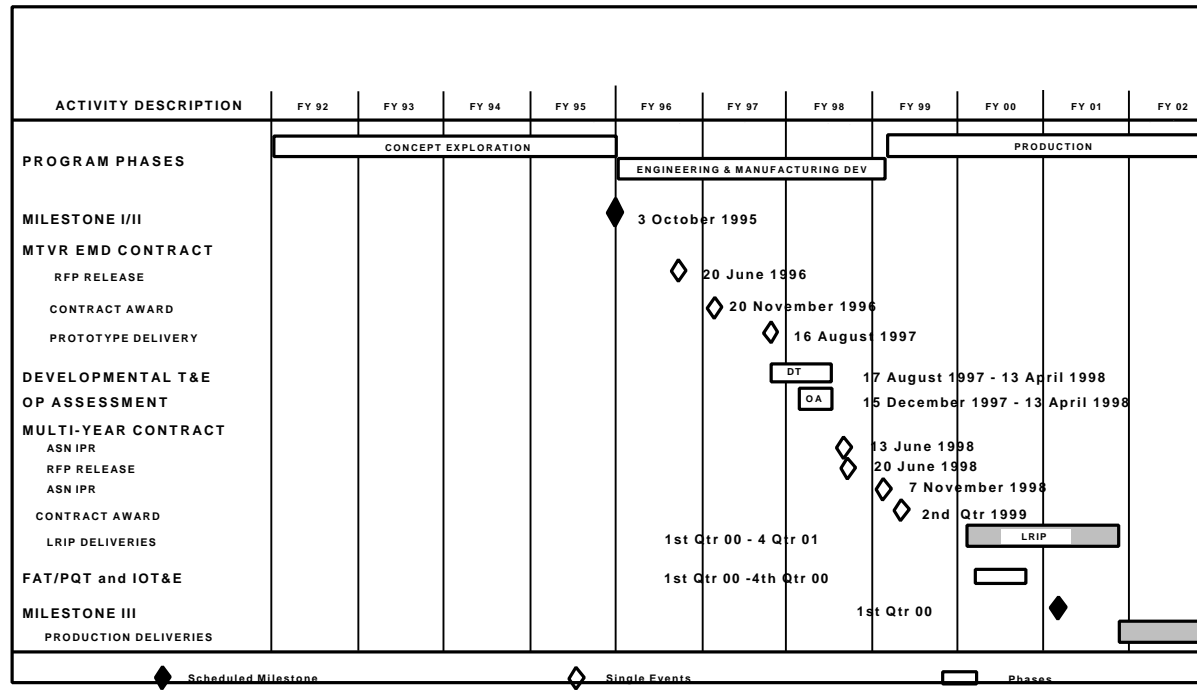 ACTIVITY DESCRIPTION FY 92 FY 93 FY 94 FY 95 FY 96 FY 97 FY 98 FY 99 FY 00 FY 01 FY 02
CONCEPT EXPLORATION PRODUCTION
PROGRAM PHASES
ENGINEERING & MANUFACTURING DEV
MILESTONE I/II 3 October 1995
MTVR EMD CONTRACT
RFP RELEASE 20 June 1996
CONTRACT AWARD 20 November 1996
PROTOTYPE DELIVERY 16 August 1997
DEVELOPMENTAL T&E DT 17 August 1997 - 13 April 1998
OP ASSESSMENT OA 15 December 1997 - 13 April 1998
MULTI-YEAR CONTRACT
ASN IPR 13 June 1998
RFP RELEASE 20 June 1998
ASN IPR 7 November 1998
CONTRACT AWARD 2nd Qtr 1999
LRIP DELIVERIES 1st Qtr 00 - 4 Qtr 01 LRIP
FAT/PQT and IOT&E 1st Qtr 00 -4th Qtr 00
MILESTONE III 1st Qtr 00
PRODUCTION DELIVERIES
Scheduled Milestone Single Events Phases